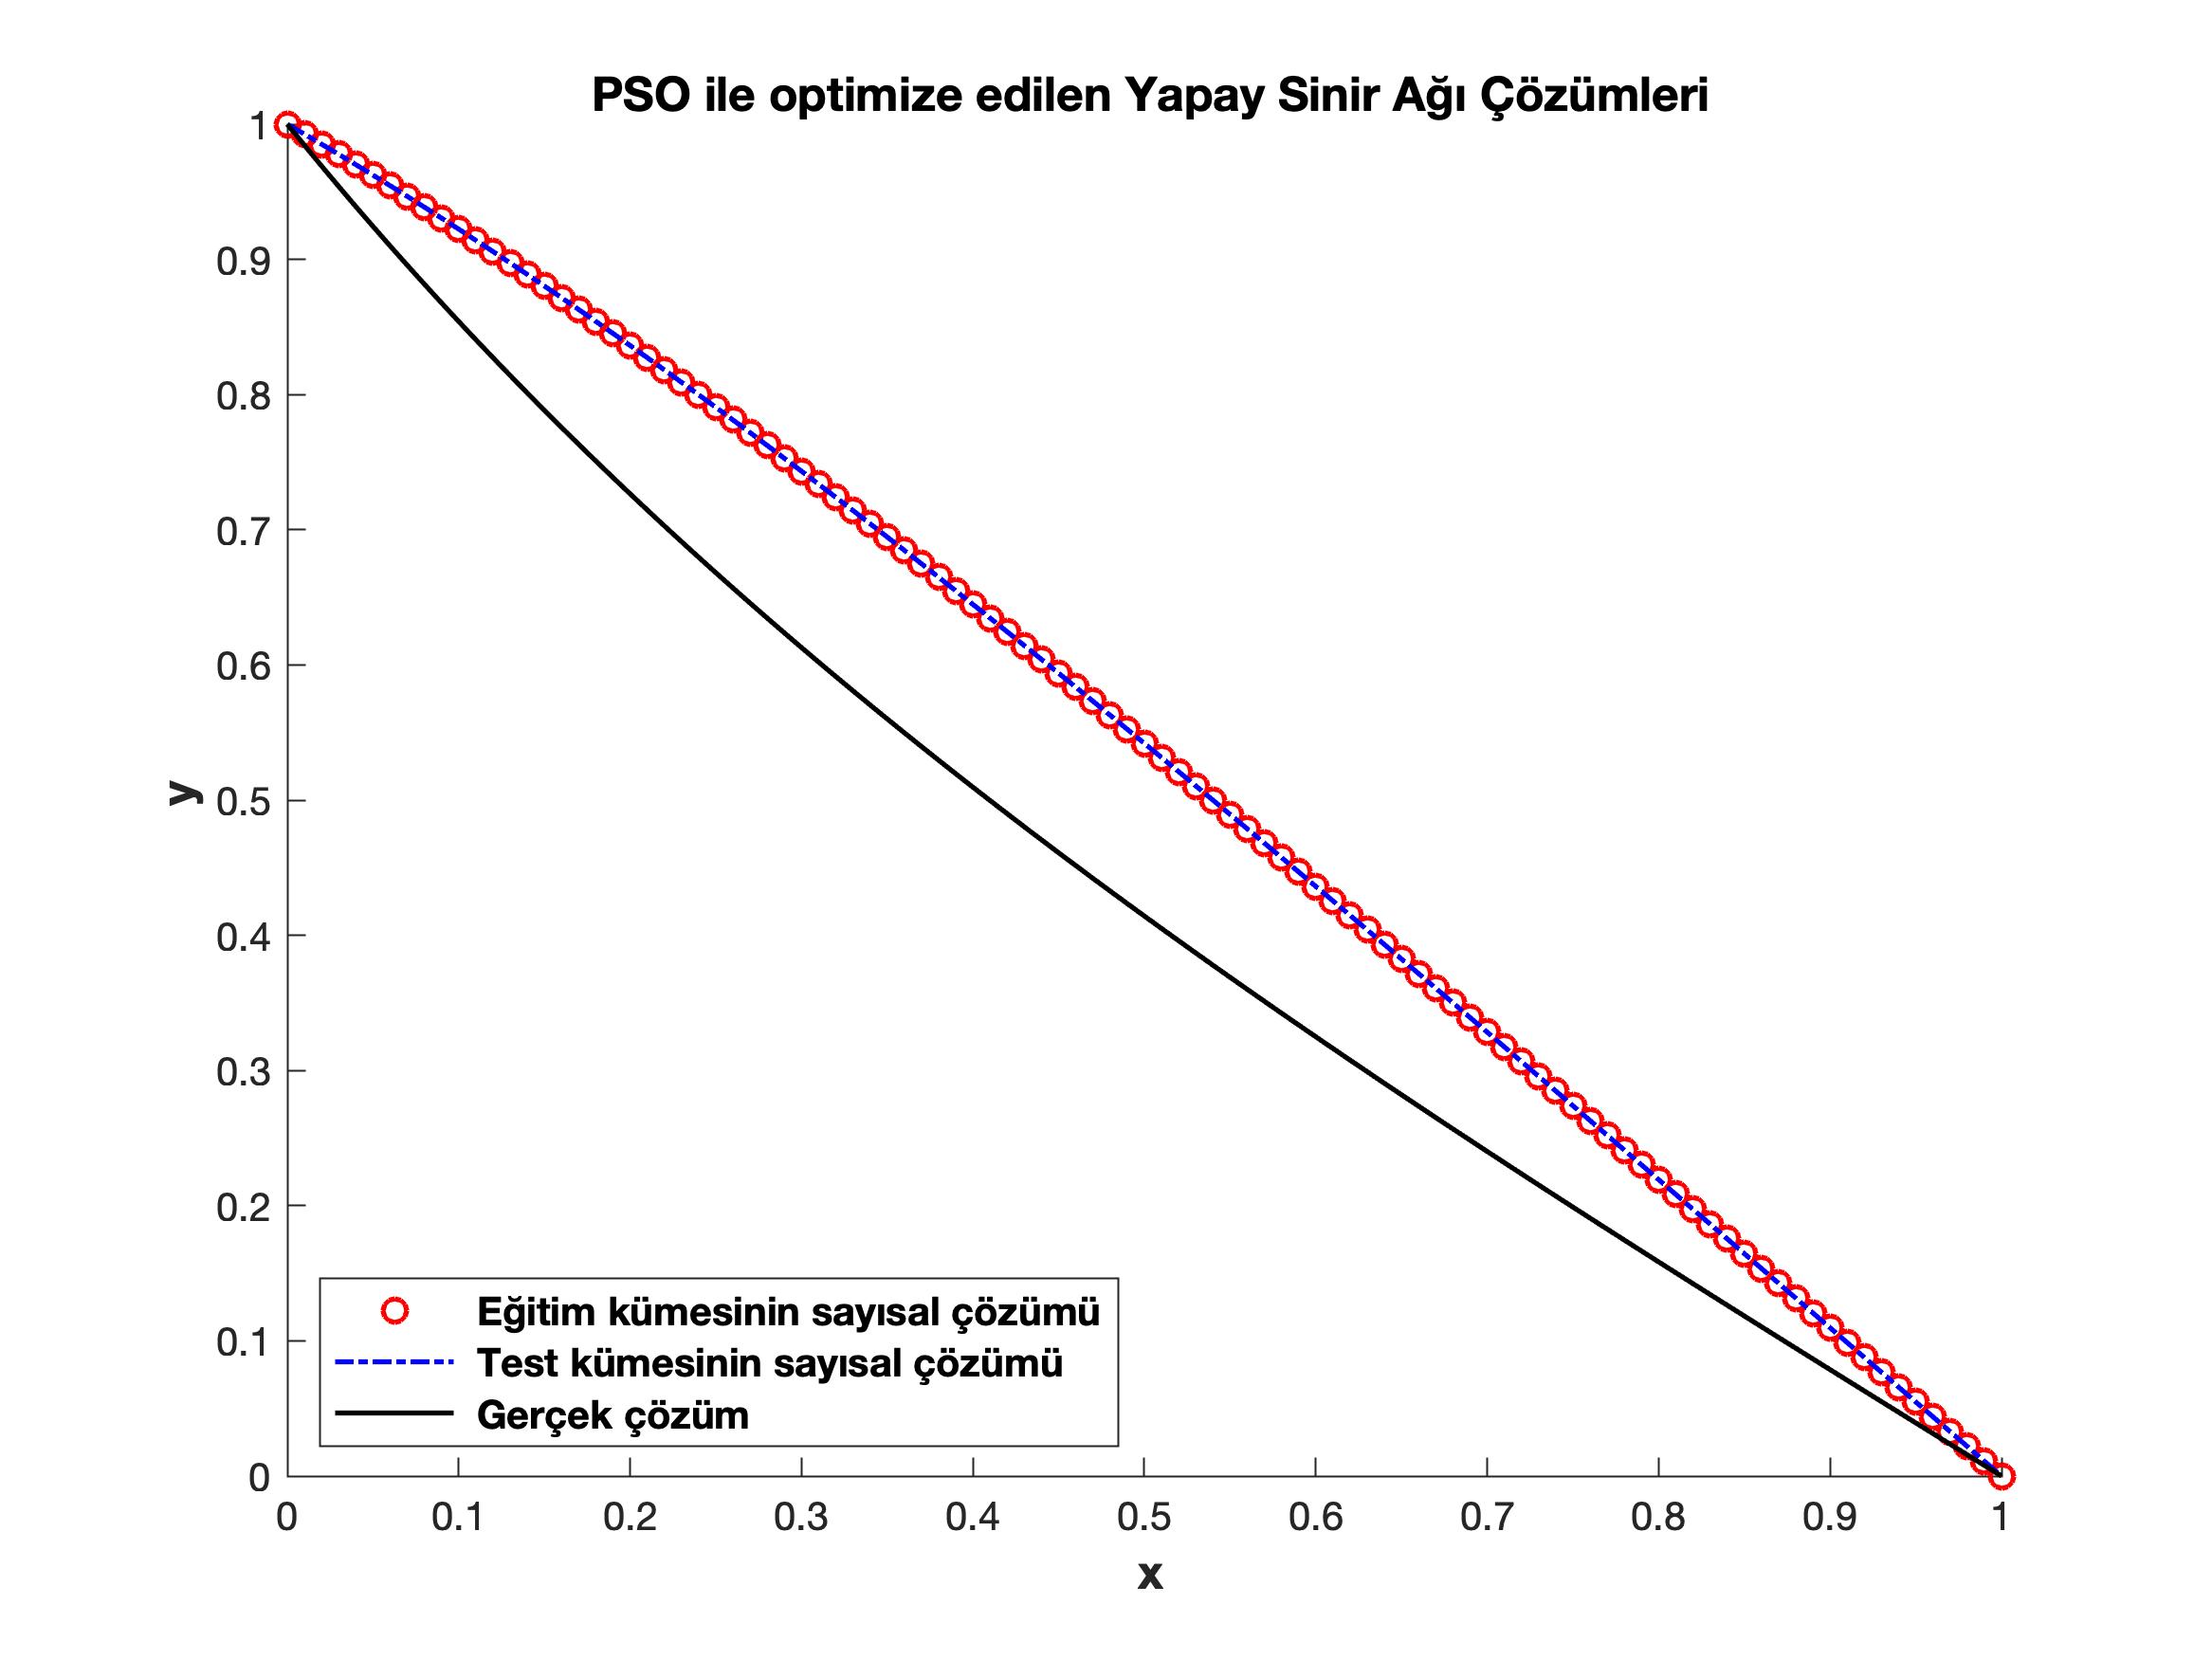 PSO ile optimize edilen Yapay Sinir Ağı Çözümleri
1
0.9
0.8
0.7
0.6
0.5
0.4
0.3
0.2
0.1
0
y
Eğitim kümesinin sayısal çözümü
Test kümesinin sayısal çözümü
Gerçek çözüm
0 0.1 0.2 0.3 0.4 0.5 0.6 0.7 0.8 0.9 1
x